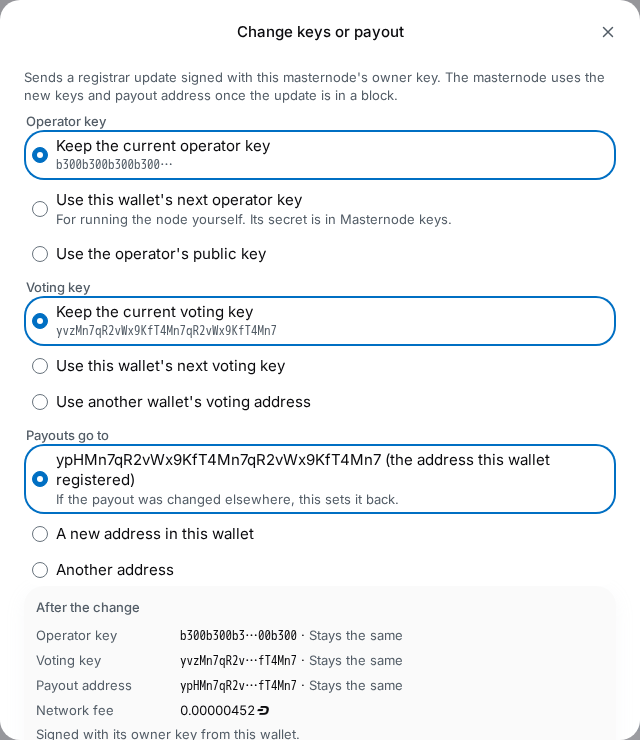 Change keys or payout
Sends a registrar update signed with this masternode's owner key. The masternode uses the
new keys and payout address once the update is in a block.
Operator key
Keep the current operator key
b300b300b300b300···
Use this wallet's next operator key
For running the node yourself. Its secret is in Masternode keys.
Use the operator's public key
Voting key
Keep the current voting key
yvzMn7qR2vWx9KfT4Mn7qR2vWx9KfT4Mn7
Use this wallet's next voting key
Use another wallet's voting address
Payouts go to
ypHMn7qR2vWx9KfT4Mn7qR2vWx9KfT4Mn7 (the address this wallet
registered)
If the payout was changed elsewhere, this sets it back.
A new address in this wallet
Another address
After the change
Operator key b300b300b3···00b300 · Stays the same
Voting key yvzMn7qR2v···fT4Mn7 · Stays the same
Payout address ypHMn7qR2v···fT4Mn7 · Stays the same
Network fee 0.00000452
Signed with its owner key from this wallet.